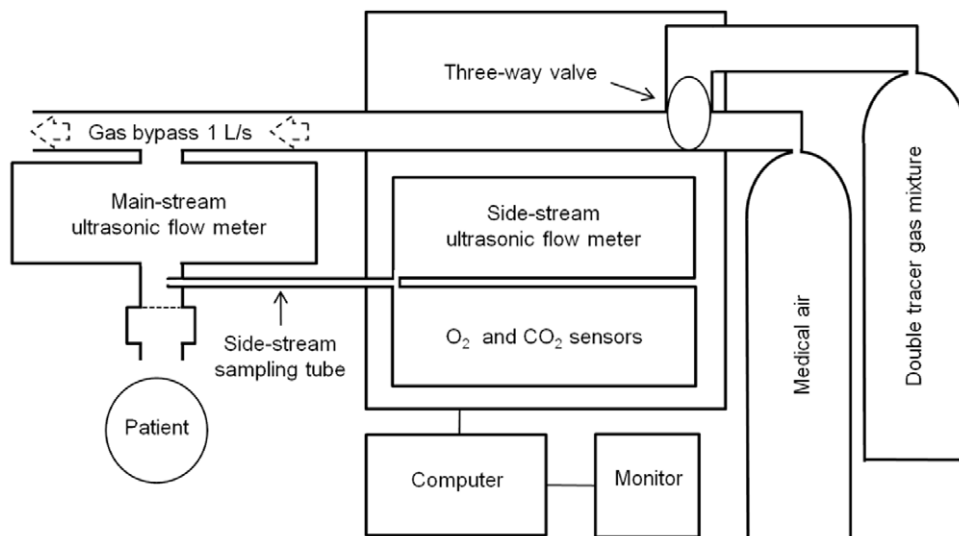 Three-way valve
Gas bypass 1 L/s
Main-stream
ultrasonic flow meter
Side-stream
ultrasonic flow meter
Side-stream
sampling tube
O₂ and CO₂ sensors
Patient
Computer
Monitor
Medical air
Double tracer gas mixture